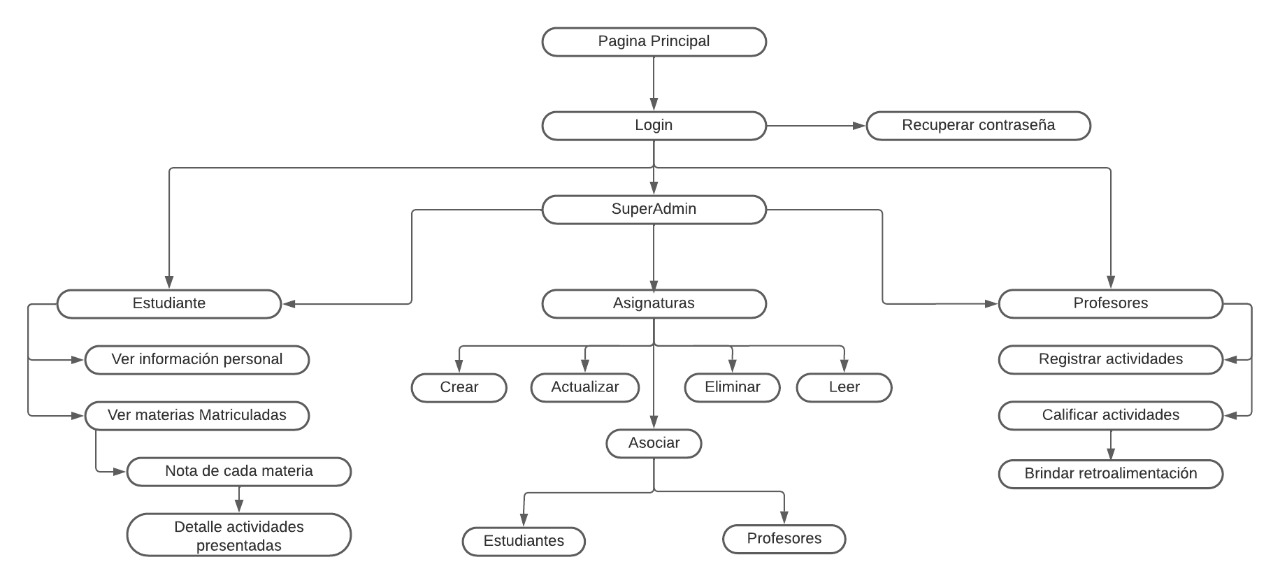 Pagina Principal
Login
Recuperar contraseña
SuperAdmin
Estudiante
Asignaturas
Profesores
Ver información personal
Registrar actividades
Crear
Actualizar
Eliminar
Leer
Ver materias Matriculadas
Calificar actividades
Asociar
Nota de cada materia
Brindar retroalimentación
Detalle actividades
presentadas
Estudiantes
Profesores